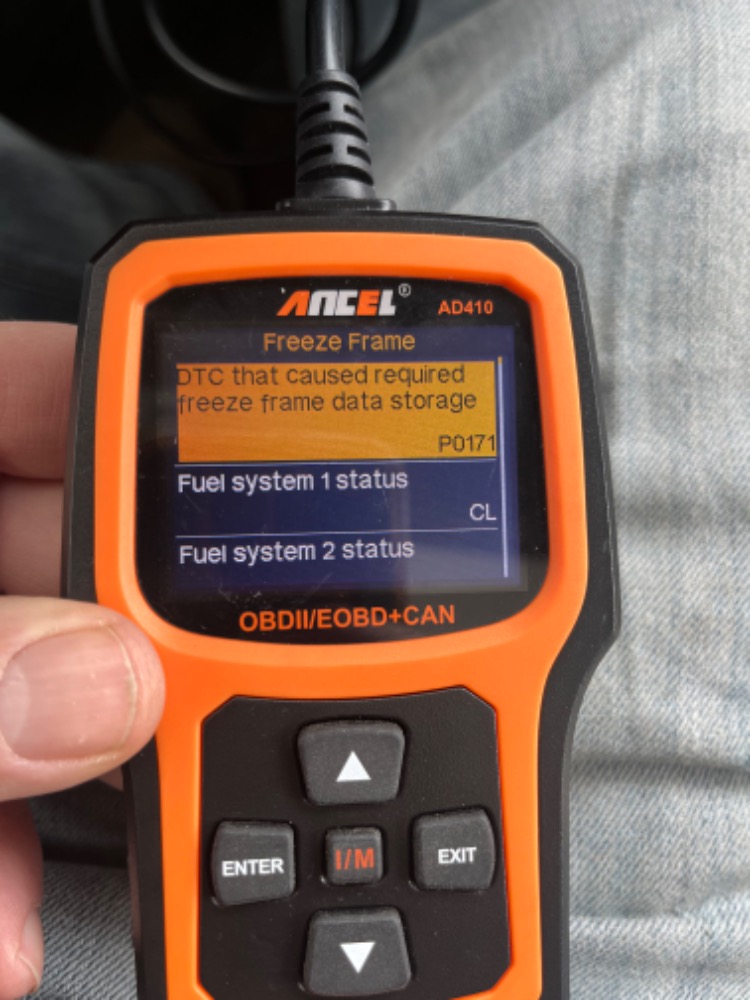 ANCEL® AD410
Freeze Frame
DTC that caused required
freeze frame data storage
P0171
Fuel system 1 status
CL
Fuel system 2 status
OBDII/EOBD+CAN
ENTER
I/M
EXIT